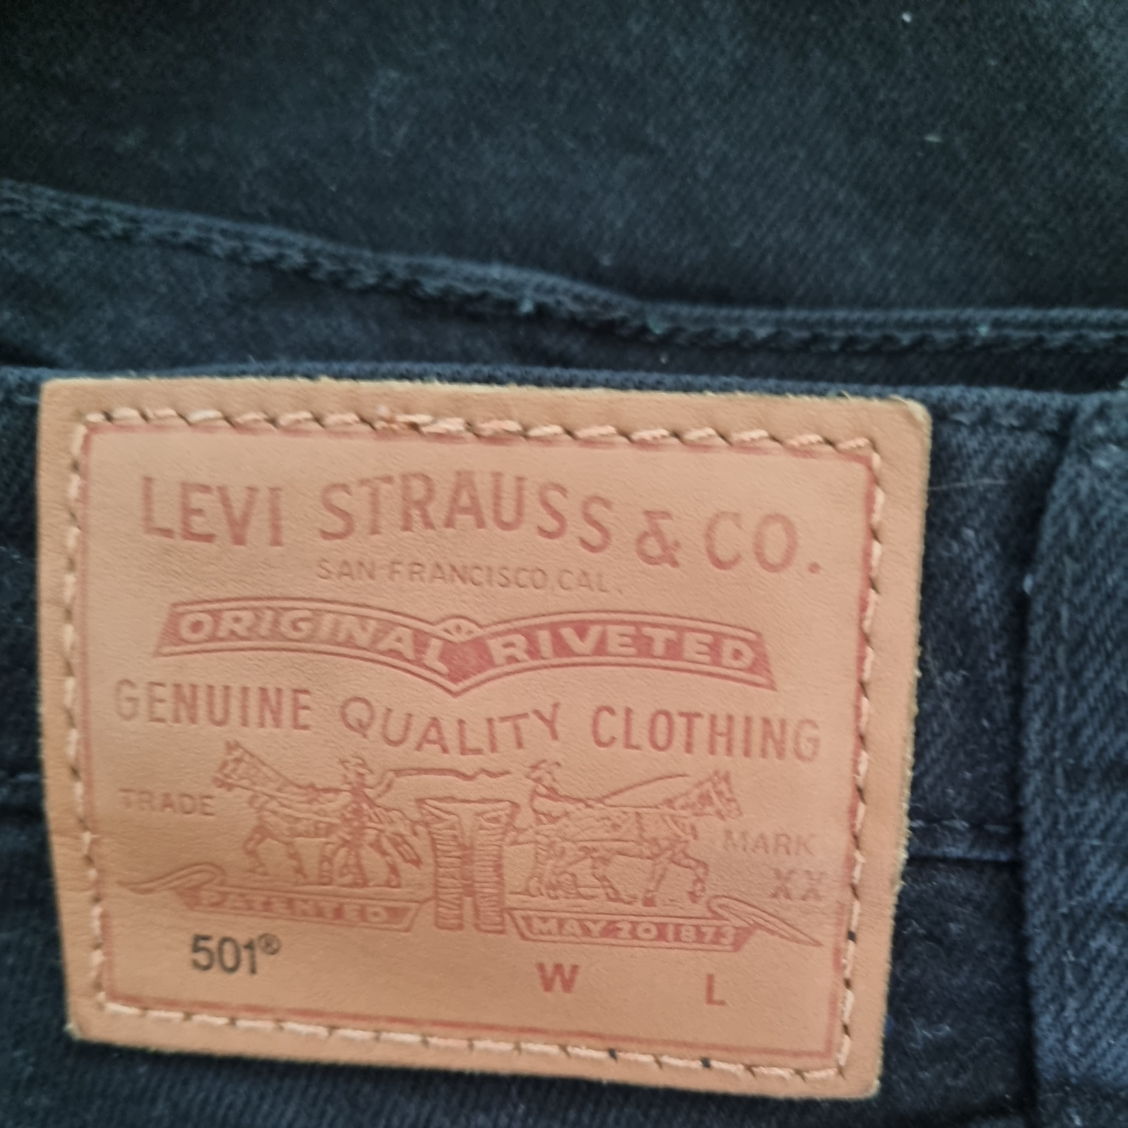 LEVI STRAUSS & CO.
SAN FRANCISCO, CAL.
ORIGINAL RIVETED
GENUINE QUALITY CLOTHING
TRADE MARK
XX
PATENTED MAY 20 1873
501® W L